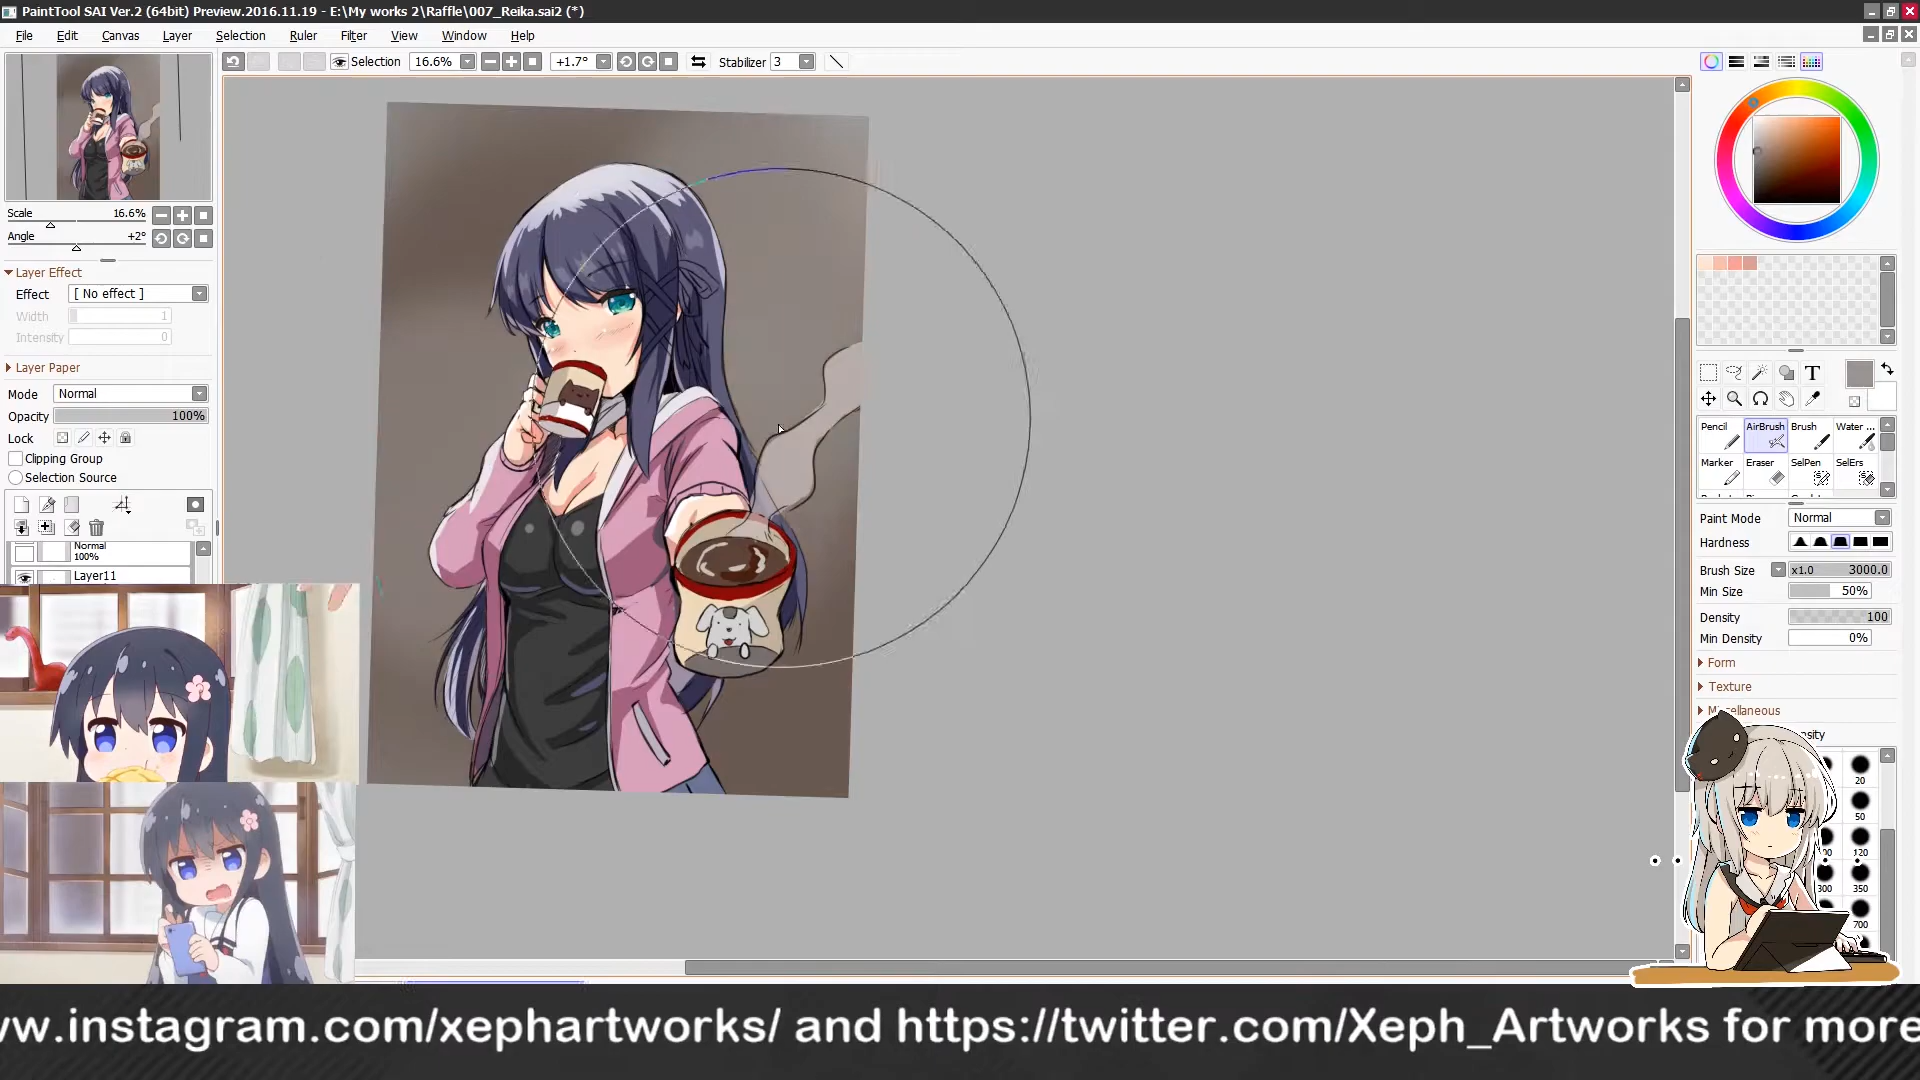 PaintTool SAI Ver.2 (64bit) Preview.2016.11.19 - E:\My works 2\Raffle\007_Reika.sai2 (*)
File Edit Canvas Layer Selection Ruler Filter View Window Help
Selection 16.6% +1.7° Stabilizer 3
Scale 16.6%
Angle +2°
Layer Effect
Effect [ No effect ]
Width 1
Intensity 0
Layer Paper
Mode Normal
Opacity 100%
Lock
Clipping Group
Selection Source
Normal
100%
Layer11
T
Pencil AirBrush Brush Water ...
Marker Eraser SelPen SelErs
Paint Mode Normal
Hardness
Brush Size x1.0 3000.0
Min Size 50%
Density 100
Min Density 0%
Form
Texture
20
50
120
300 350
700
ww.instagram.com/xephartworks/ and https://twitter.com/Xeph_Artworks for more